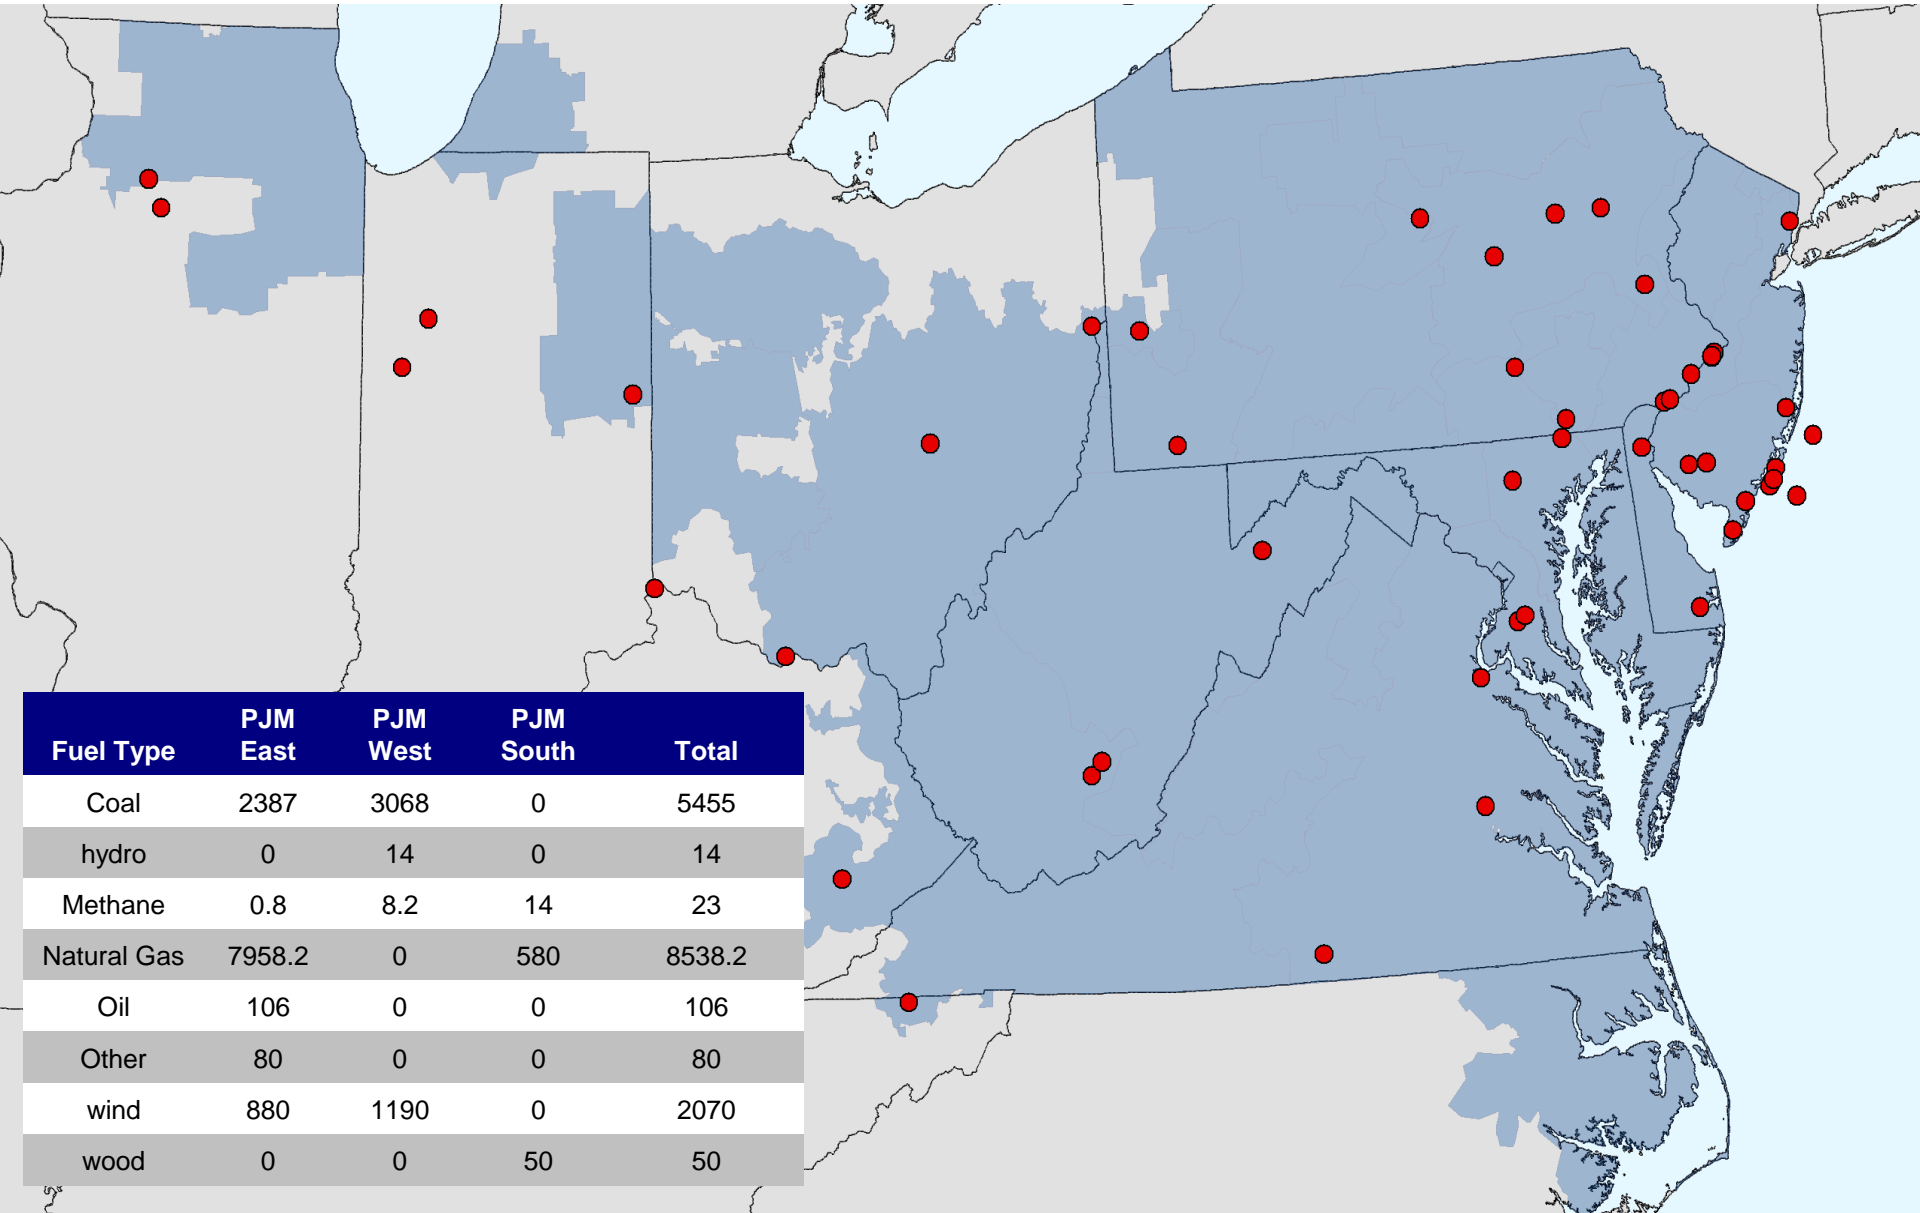 Fuel Type PJM East PJM West PJM South Total
Coal 2387 3068 0 5455
hydro 0 14 0 14
Methane 0.8 8.2 14 23
Natural Gas 7958.2 0 580 8538.2
Oil 106 0 0 106
Other 80 0 0 80
wind 880 1190 0 2070
wood 0 0 50 50